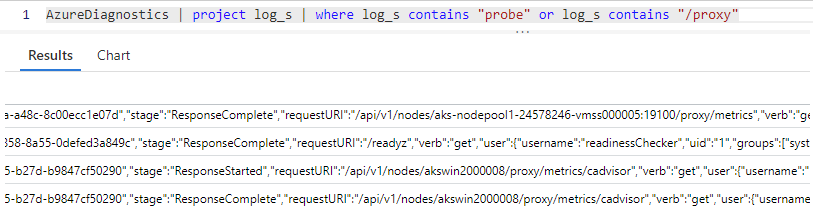 1 AzureDiagnostics | project log_s | where log_s contains "probe" or log_s contains "/proxy"
...
Results Chart
a-a48c-8c00ecc1e07d","stage":"ResponseComplete","requestURI":"/api/v1/nodes/aks-nodepool1-24578246-vmss000005:19100/proxy/metrics","verb":"ge
358-8a55-0defed3a849c","stage":"ResponseComplete","requestURI":"/readyz","verb":"get","user":{"username":"readinessChecker","uid":"1","groups":["syst
5-b27d-b9847cf50290","stage":"ResponseStarted","requestURI":"/api/v1/nodes/akswin2000008/proxy/metrics/cadvisor","verb":"get","user":{"username":"
5-b27d-b9847cf50290","stage":"ResponseComplete","requestURI":"/api/v1/nodes/akswin2000008/proxy/metrics/cadvisor","verb":"get","user":{"username